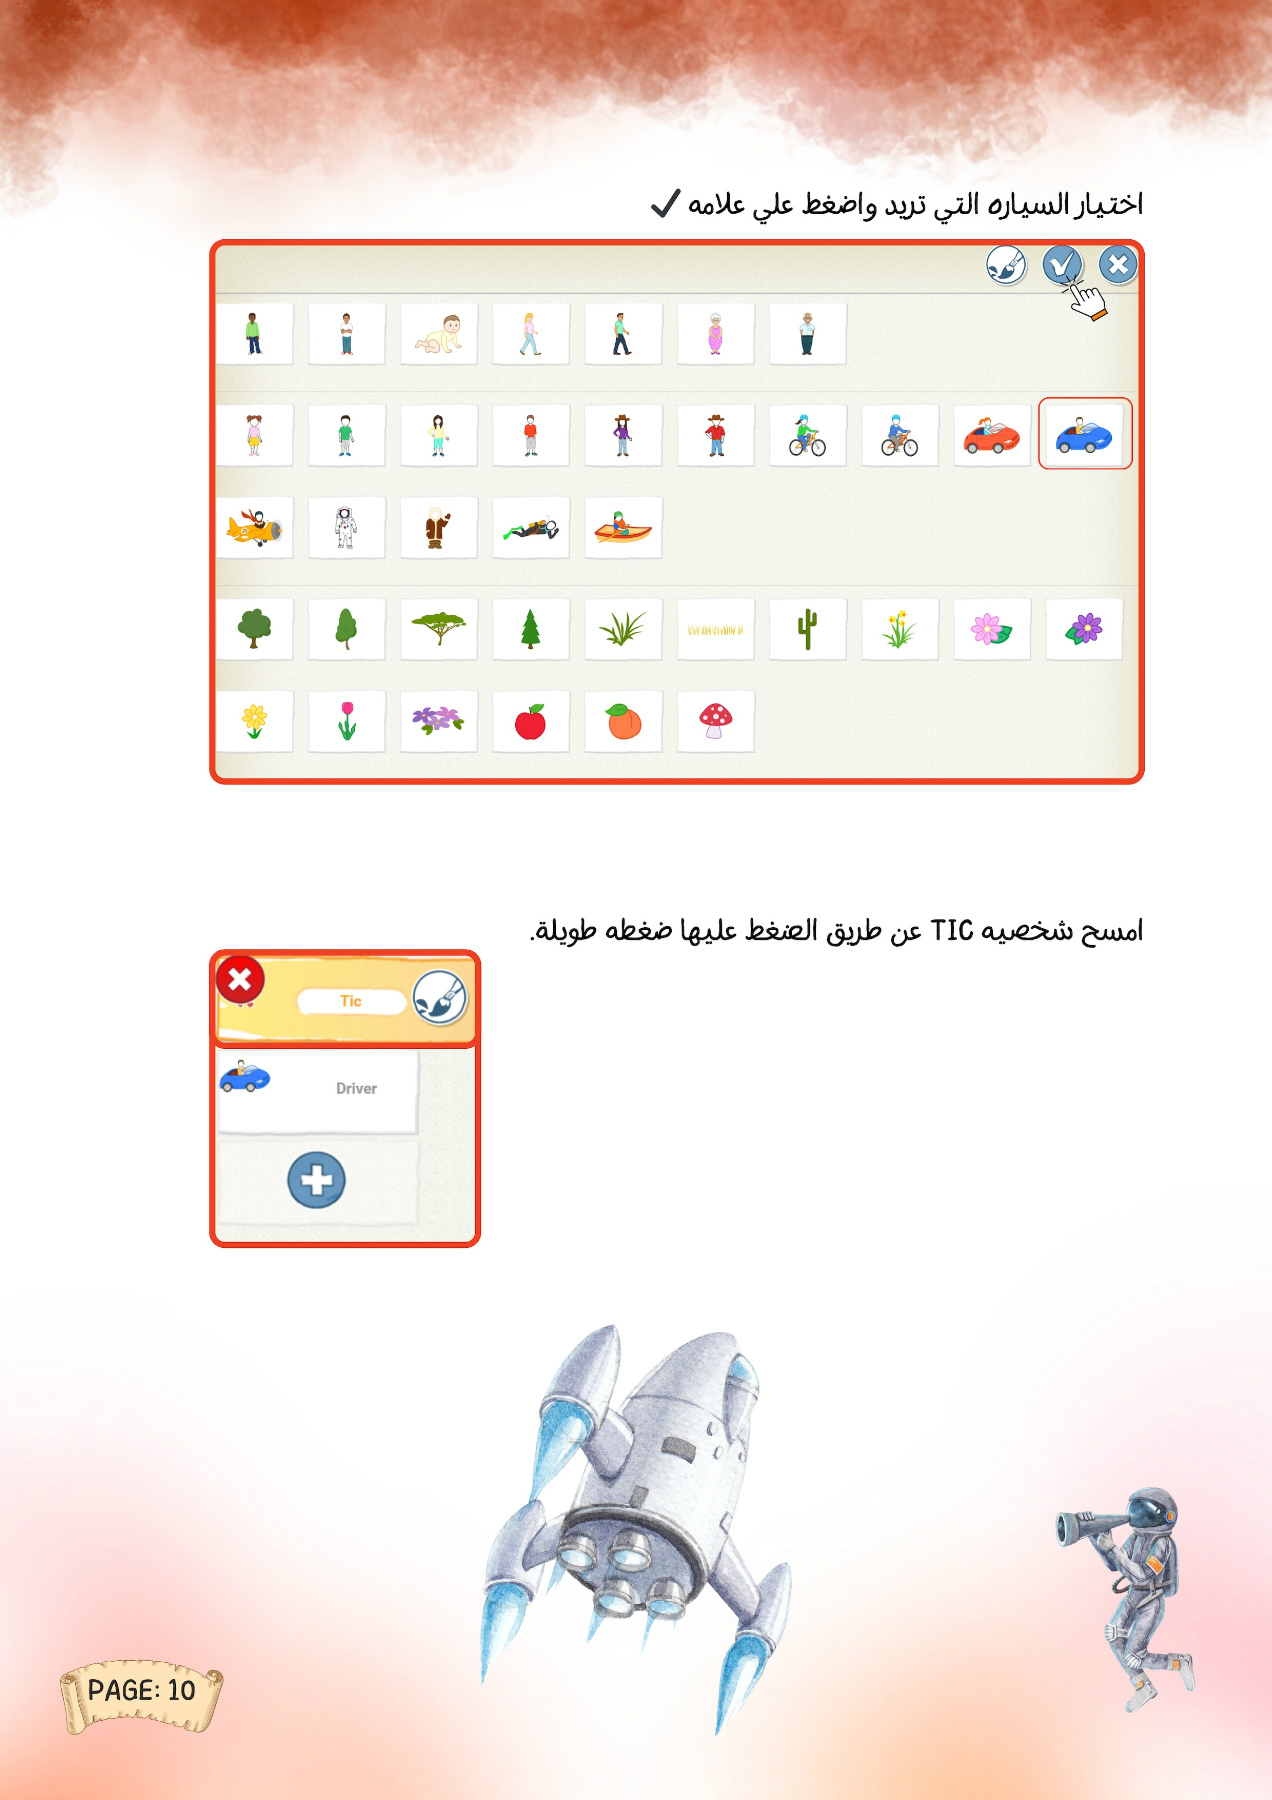 اختيار السياره التي تريد واضغط علي علامه ✓
امسح شخصيه TIC عن طريق الضغط عليها ضغطه طويلة.
Tic
Driver
PAGE: 10